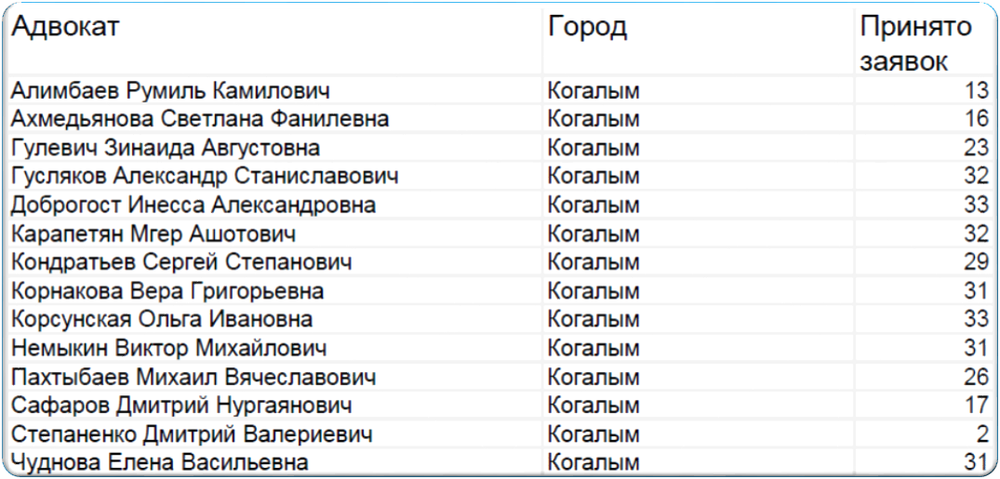 Адвокат Город Принято
заявок
Алимбаев Румиль Камилович Когалым 13
Ахмедьянова Светлана Фанилевна Когалым 16
Гулевич Зинаида Августовна Когалым 23
Гусляков Александр Станиславович Когалым 32
Доброгост Инесса Александровна Когалым 33
Карапетян Мгер Ашотович Когалым 32
Кондратьев Сергей Степанович Когалым 29
Корнакова Вера Григорьевна Когалым 31
Корсунская Ольга Ивановна Когалым 33
Немыкин Виктор Михайлович Когалым 31
Пахтыбаев Михаил Вячеславович Когалым 26
Сафаров Дмитрий Нургаянович Когалым 17
Степаненко Дмитрий Валериевич Когалым 2
Чуднова Елена Васильевна Когалым 31